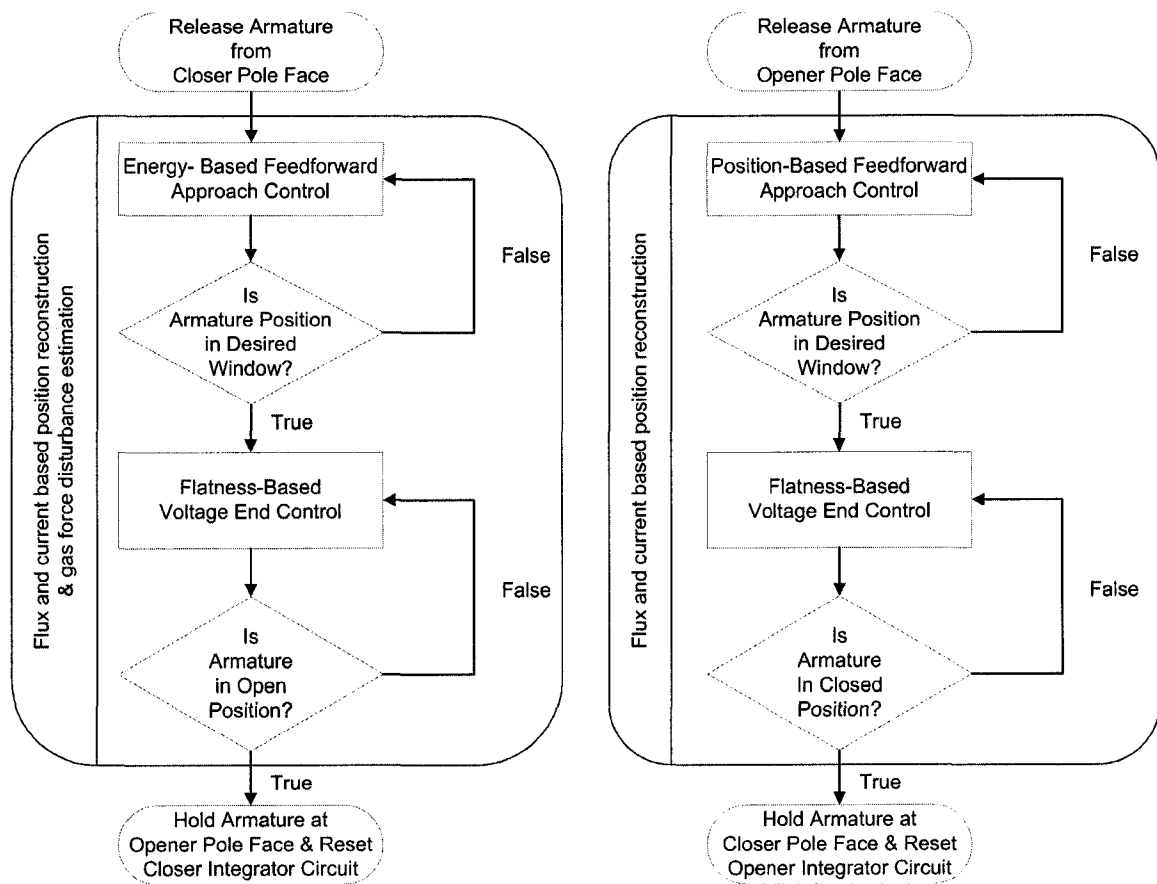 Release Armature
from
Closer Pole Face
Flux and current based position reconstruction
& gas force disturbance estimation
Energy- Based Feedforward
Approach Control
False
Is
Armature Position
in Desired
Window?
True
Flatness-Based
Voltage End Control
False
Is
Armature
in Open
Position?
True
Hold Armature at
Opener Pole Face & Reset
Closer Integrator Circuit
Release Armature
from
Opener Pole Face
Flux and current based position reconstruction
Position-Based Feedforward
Approach Control
False
Is
Armature Position
in Desired
Window?
True
Flatness-Based
Voltage End Control
False
Is
Armature
In Closed
Position?
True
Hold Armature at
Closer Pole Face & Reset
Opener Integrator Circuit